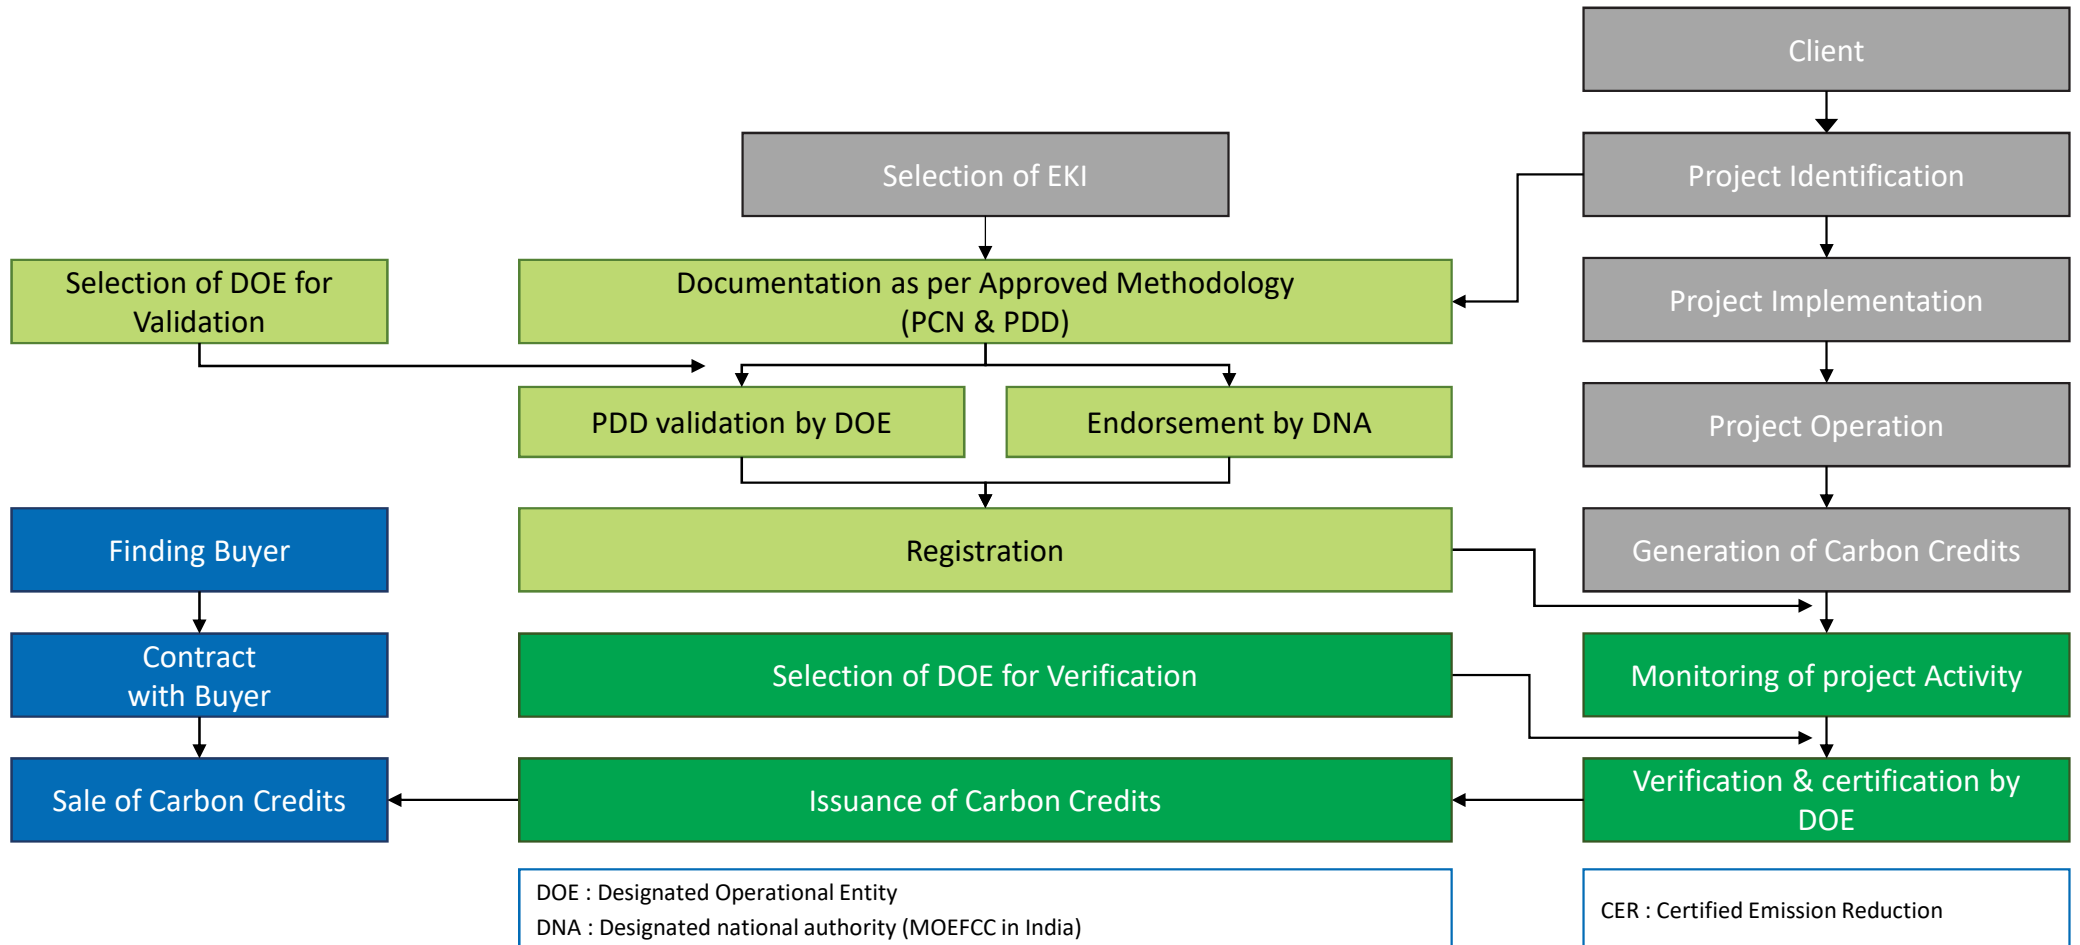 Client
Selection of EKI
Project Identification
Selection of DOE for
Validation
Documentation as per Approved Methodology
(PCN & PDD)
Project Implementation
PDD validation by DOE
Endorsement by DNA
Project Operation
Finding Buyer
Registration
Generation of Carbon Credits
Contract
with Buyer
Selection of DOE for Verification
Monitoring of project Activity
Sale of Carbon Credits
Issuance of Carbon Credits
Verification & certification by
DOE
DOE : Designated Operational Entity
DNA : Designated national authority (MOEFCC in India)
CER : Certified Emission Reduction